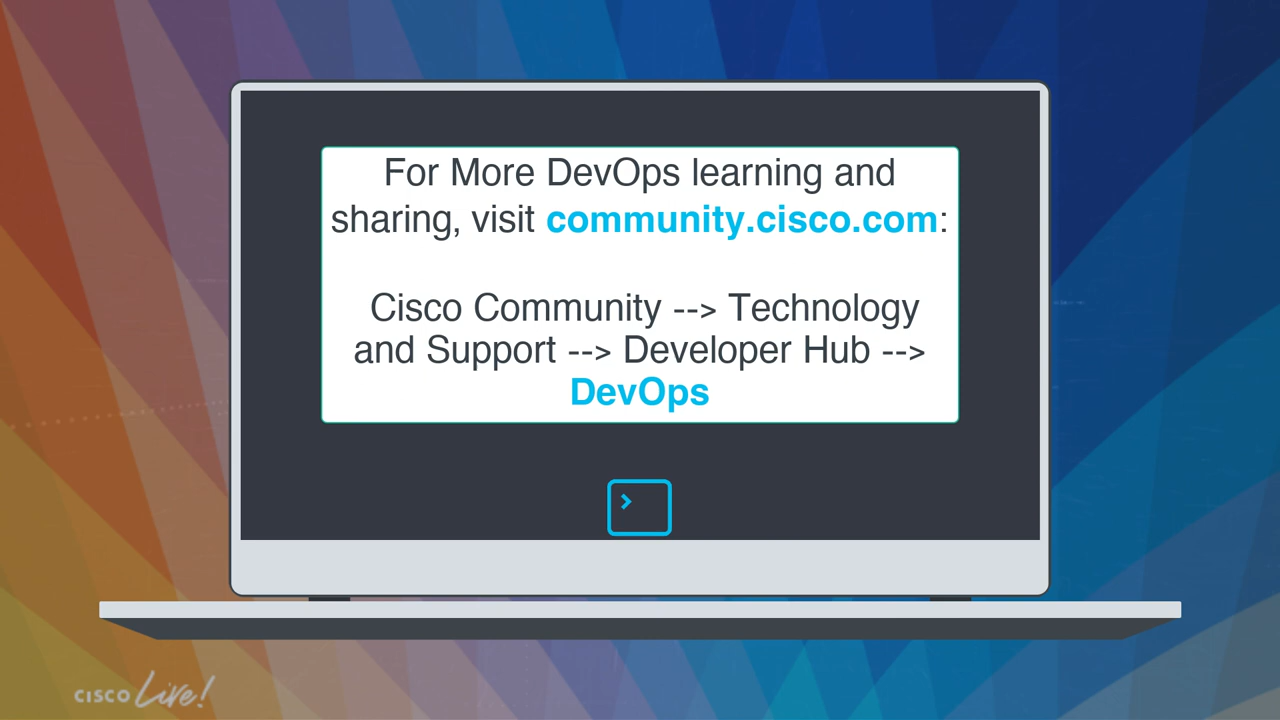 For More DevOps learning and
sharing, visit community.cisco.com:
Cisco Community --> Technology
and Support --> Developer Hub -->
DevOps
CISCO Live!